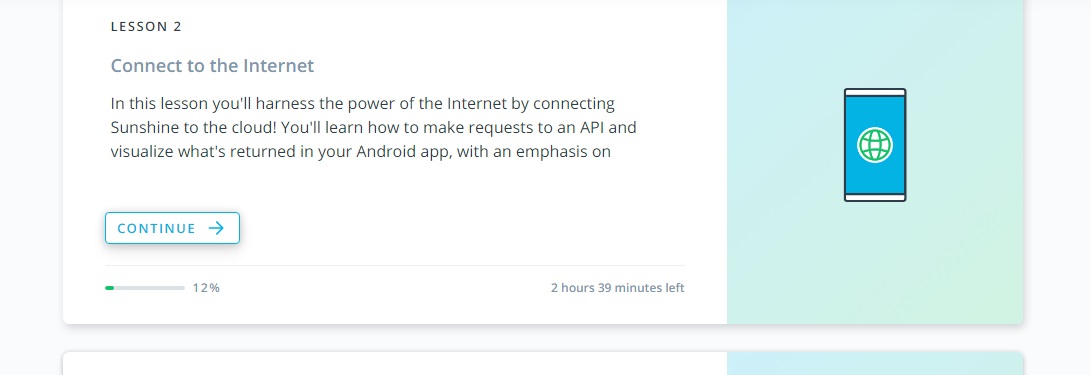 LESSON 2
Connect to the Internet
In this lesson you'll harness the power of the Internet by connecting
Sunshine to the cloud! You'll learn how to make requests to an API and
visualize what's returned in your Android app, with an emphasis on
CONTINUE
12%
2 hours 39 minutes left